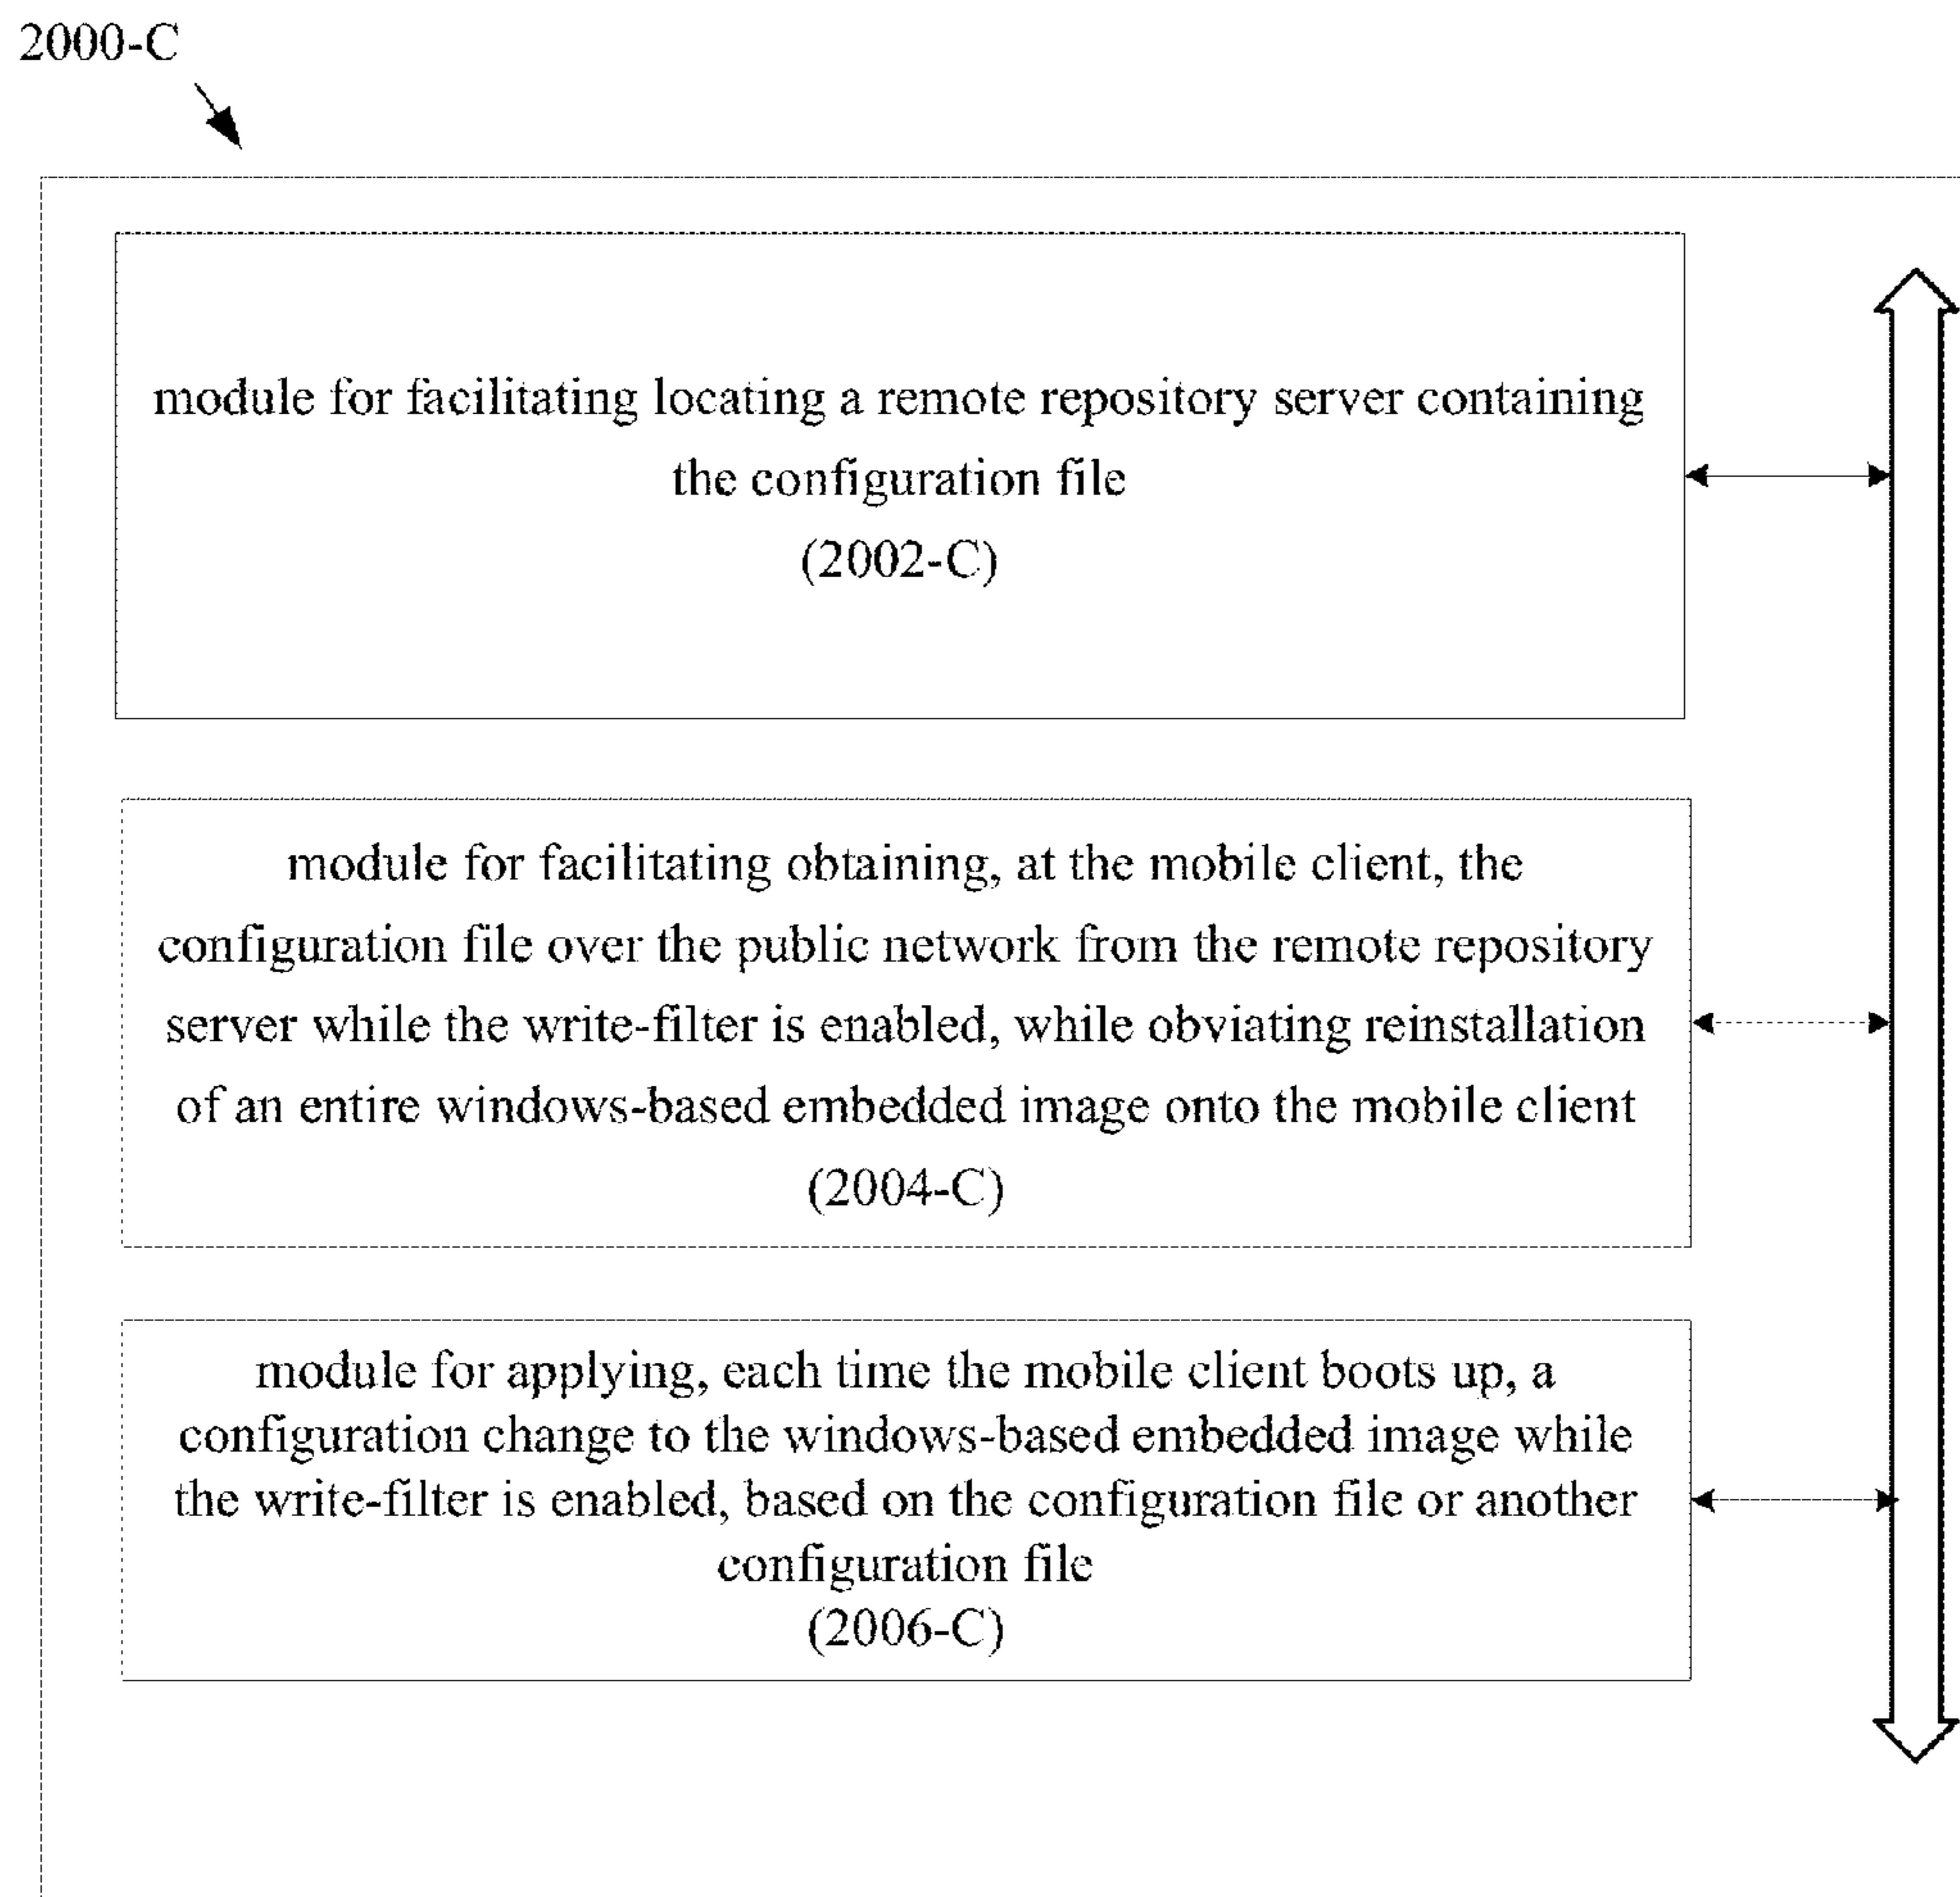 2000-C
module for facilitating locating a remote repository server containing
the configuration file
(2002-C)
module for facilitating obtaining, at the mobile client, the
configuration file over the public network from the remote repository
server while the write-filter is enabled, while obviating reinstallation
of an entire windows-based embedded image onto the mobile client
(2004-C)
module for applying, each time the mobile client boots up, a
configuration change to the windows-based embedded image while
the write-filter is enabled, based on the configuration file or another
configuration file
(2006-C)